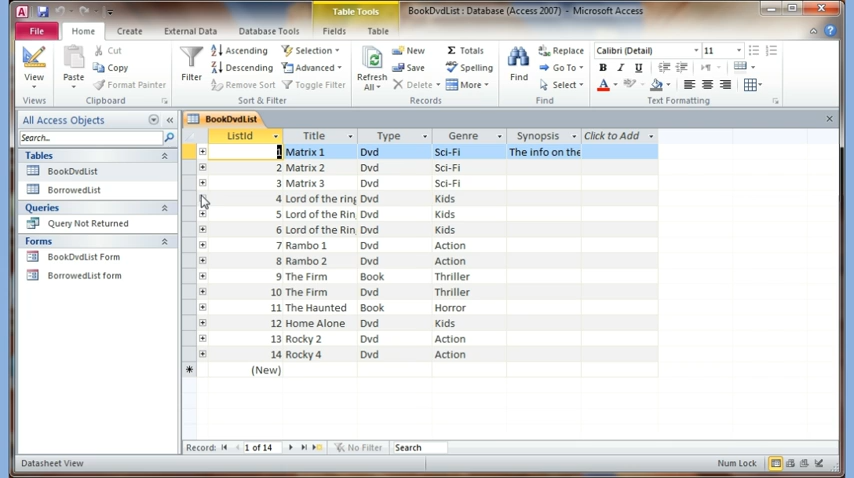 Table Tools
BookDvdList : Database (Access 2007) - Microsoft Access
File Home Create External Data Database Tools Fields Table
View
Views
Paste
Cut
Copy
Format Painter
Clipboard
Filter
Ascending
Descending
Remove Sort
Selection
Advanced
Toggle Filter
Sort & Filter
Refresh All
New
Save
Delete
Totals
Spelling
More
Records
Find
Replace
Go To
Select
Find
Calibri (Detail) 11
B I U
A A
Text Formatting
All Access Objects
Search...
Tables
BookDvdList
BorrowedList
Queries
Query Not Returned
Forms
BookDvdList Form
BorrowedList form
BookDvdList
ListId Title Type Genre Synopsis Click to Add
1 Matrix 1 Dvd Sci-Fi The info on the
2 Matrix 2 Dvd Sci-Fi
3 Matrix 3 Dvd Sci-Fi
4 Lord of the ring Dvd Kids
5 Lord of the Rin Dvd Kids
6 Lord of the Rin Dvd Kids
7 Rambo 1 Dvd Action
8 Rambo 2 Dvd Action
9 The Firm Book Thriller
10 The Firm Dvd Thriller
11 The Haunted Book Horror
12 Home Alone Dvd Kids
13 Rocky 2 Dvd Action
14 Rocky 4 Dvd Action
(New)
Record: 1 of 14 No Filter Search
Datasheet View
Num Lock